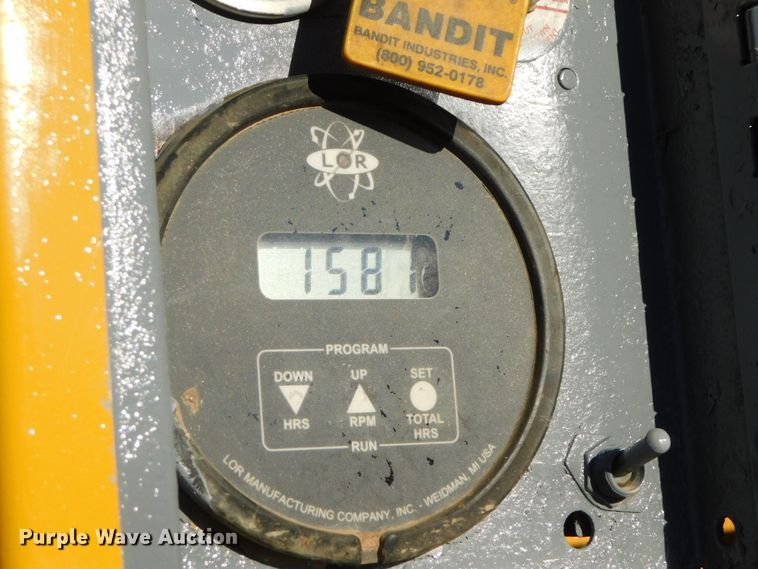 BANDIT
BANDIT INDUSTRIES, INC.
(800) 952-0178
LOR
1581
PROGRAM
DOWN UP SET
HRS RPM TOTAL HRS
RUN
LOR MANUFACTURING COMPANY, INC. - WEIDMAN, MI USA
Purple Wave Auction